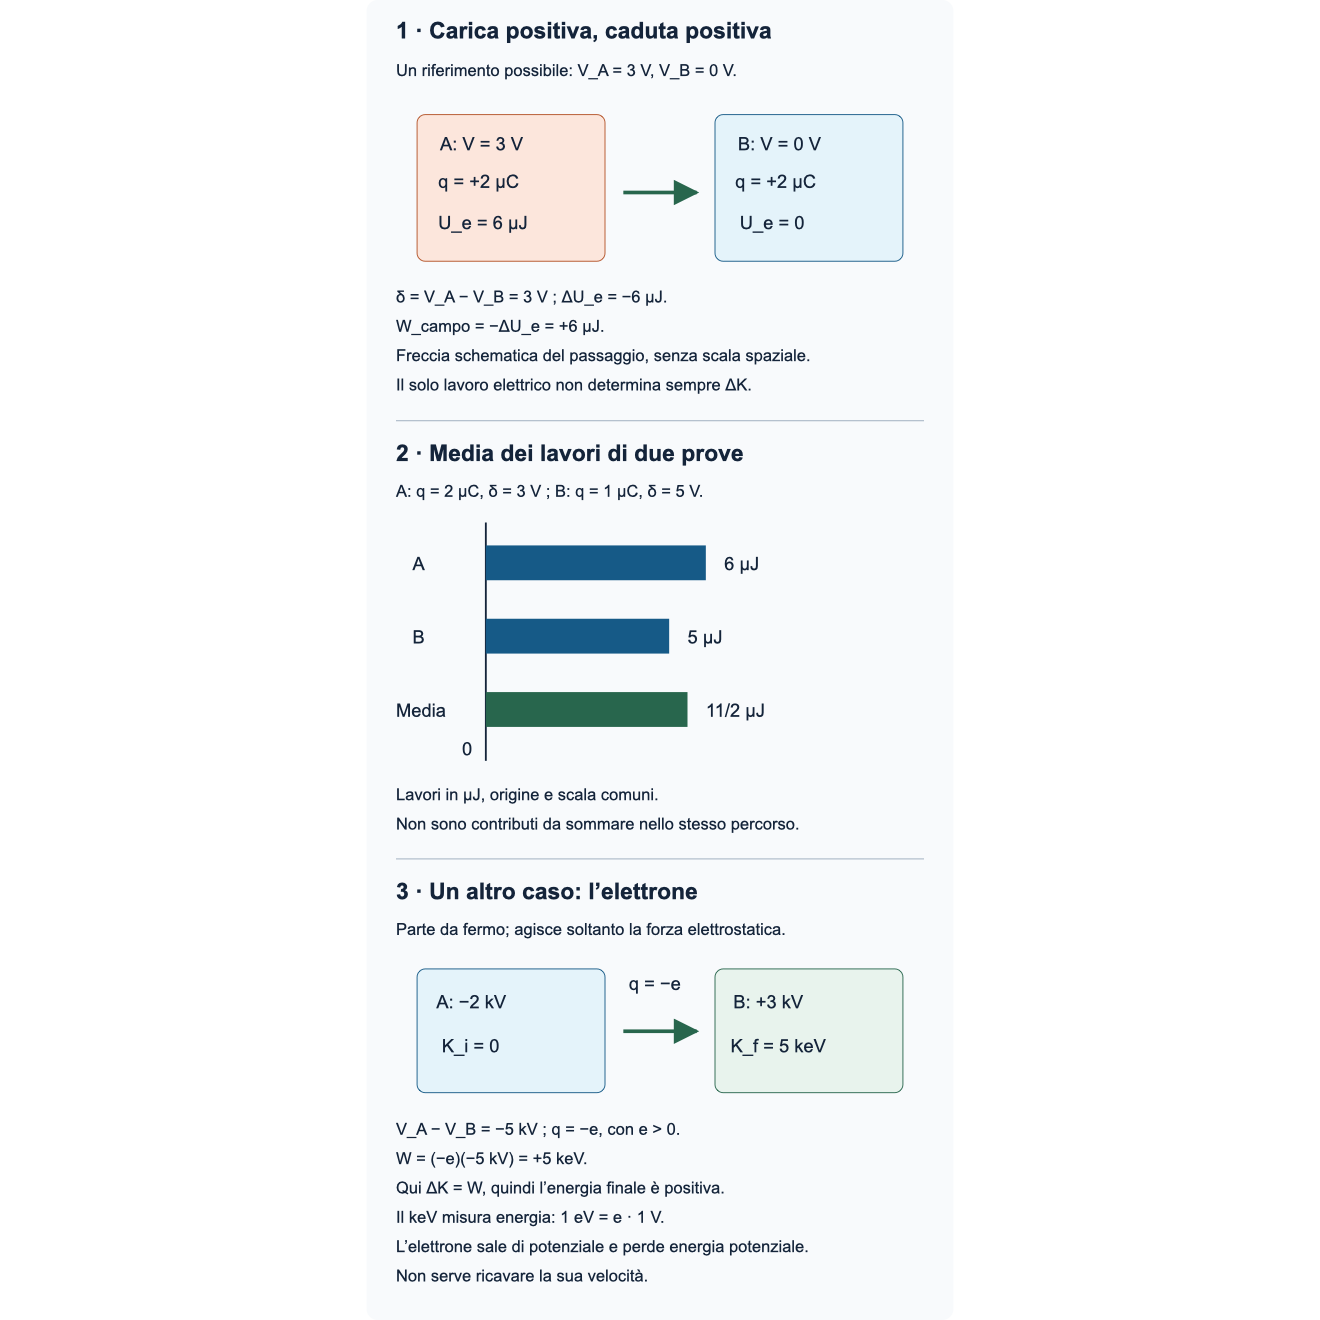 1 · Carica positiva, caduta positiva
Un riferimento possibile: V_A = 3 V, V_B = 0 V.
A: V = 3 V
q = +2 µC
U_e = 6 µJ
B: V = 0 V
q = +2 µC
U_e = 0
δ = V_A − V_B = 3 V ; ΔU_e = −6 µJ.
W_campo = −ΔU_e = +6 µJ.
Freccia schematica del passaggio, senza scala spaziale.
Il solo lavoro elettrico non determina sempre ΔK.
2 · Media dei lavori di due prove
A: q = 2 µC, δ = 3 V ; B: q = 1 µC, δ = 5 V.
A
6 µJ
B
5 µJ
Media
11/2 µJ
0
Lavori in µJ, origine e scala comuni.
Non sono contributi da sommare nello stesso percorso.
3 · Un altro caso: l’elettrone
Parte da fermo; agisce soltanto la forza elettrostatica.
A: −2 kV
K_i = 0
q = −e
B: +3 kV
K_f = 5 keV
V_A − V_B = −5 kV ; q = −e, con e > 0.
W = (−e)(−5 kV) = +5 keV.
Qui ΔK = W, quindi l’energia finale è positiva.
Il keV misura energia: 1 eV = e · 1 V.
L’elettrone sale di potenziale e perde energia potenziale.
Non serve ricavare la sua velocità.